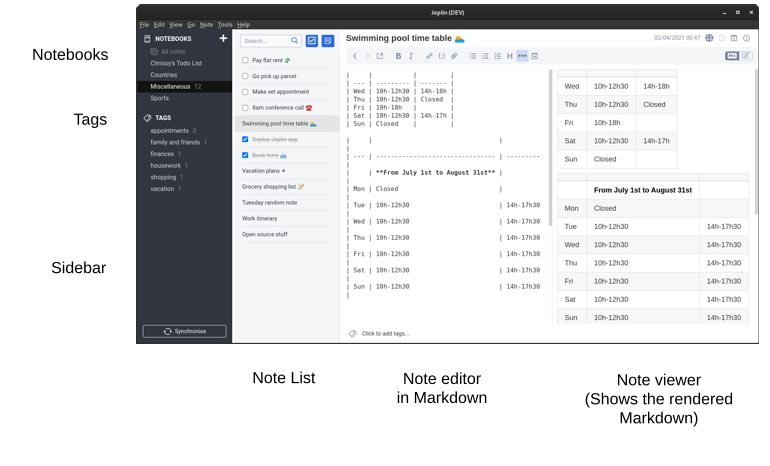 Joplin (DEV)
File Edit View Go Note Tools Help
NOTEBOOKS
All notes
Chrissy's Todo List
Countries
Miscellaneous 12
Sports
TAGS
appointments 3
family and friends 1
finances 1
housework 1
shopping 1
vacation 1
Synchronise
Search...
Pay flat rent 💸
Go pick up parcel
Make vet appointment
8am conference call ☎️
Swimming pool time table 🏊
Deploy Joplin app
Book ferry 🚢
Vacation plans ☀
Grocery shopping list 📝
Tuesday random note
Work itinerary
Open source stuff
Swimming pool time table 🏊
02/04/2021 00:47
B I
H
| | | |
| --- | --------- | ------- |
| Wed | 10h-12h30 | 14h-18h |
| Thu | 10h-12h30 | Closed |
| Fri | 10h-18h | |
| Sat | 10h-12h30 | 14h-17h |
| Sun | Closed | |
| | |
|
| --- | ------------------------------- | ---------
|
| | **From July 1st to August 31st** |
|
| Mon | Closed |
|
| Tue | 10h-12h30 | 14h-17h30
|
| Wed | 10h-12h30 | 14h-17h30
|
| Thu | 10h-12h30 | 14h-17h30
|
| Fri | 10h-12h30 | 14h-17h30
|
| Sat | 10h-12h30 | 14h-17h30
|
| Sun | 10h-12h30 | 14h-17h30
|
Wed 10h-12h30 14h-18h
Thu 10h-12h30 Closed
Fri 10h-18h
Sat 10h-12h30 14h-17h
Sun Closed
From July 1st to August 31st
Mon Closed
Tue 10h-12h30 14h-17h30
Wed 10h-12h30 14h-17h30
Thu 10h-12h30 14h-17h30
Fri 10h-12h30 14h-17h30
Sat 10h-12h30 14h-17h30
Sun 10h-12h30 14h-17h30
Click to add tags...
Notebooks
Tags
Sidebar
Note List
Note editor
in Markdown
Note viewer
(Shows the rendered
Markdown)